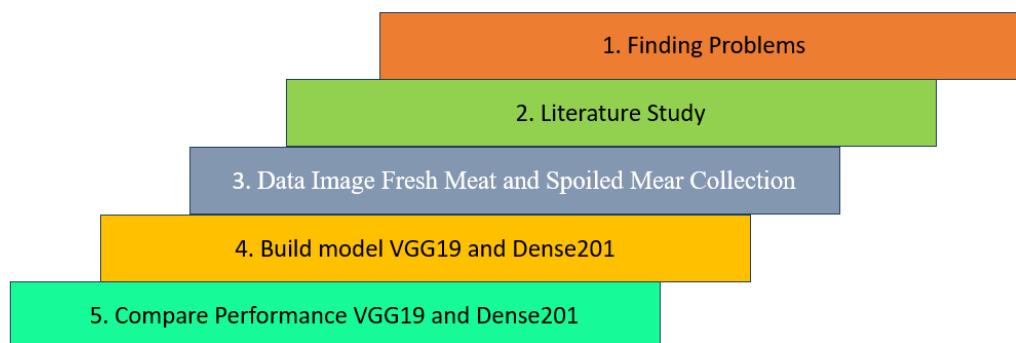 1. Finding Problems
2. Literature Study
3. Data Image Fresh Meat and Spoiled Mear Collection
4. Build model VGG19 and Dense201
5. Compare Performance VGG19 and Dense201